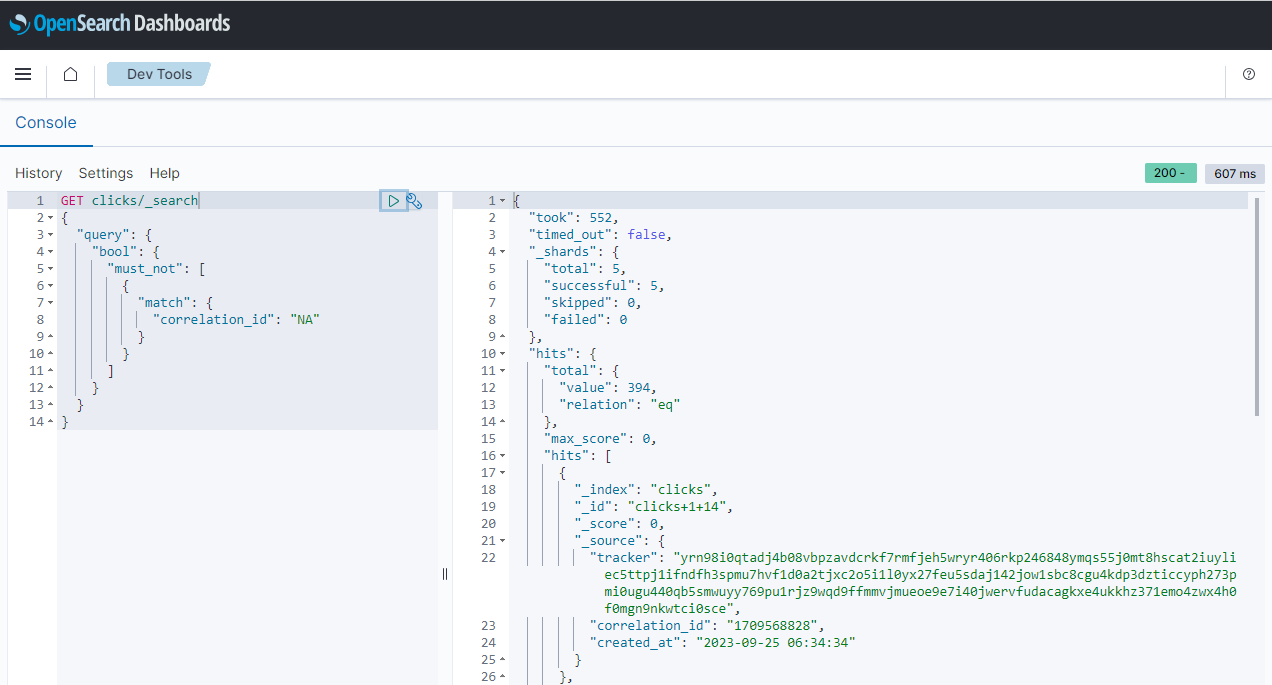 OpenSearch Dashboards
Dev Tools
Console
History Settings Help
200 -
607 ms
1 GET clicks/_search
2 {
3 "query": {
4 "bool": {
5 "must_not": [
6 {
7 "match": {
8 "correlation_id": "NA"
9 }
10 }
11 ]
12 }
13 }
14 }
1 {
2 "took": 552,
3 "timed_out": false,
4 "_shards": {
5 "total": 5,
6 "successful": 5,
7 "skipped": 0,
8 "failed": 0
9 },
10 "hits": {
11 "total": {
12 "value": 394,
13 "relation": "eq"
14 },
15 "max_score": 0,
16 "hits": [
17 {
18 "_index": "clicks",
19 "_id": "clicks+1+14",
20 "_score": 0,
21 "_source": {
22 "tracker": "yrn98i0qtadj4b08vbpzavdcrkf7rmfjeh5wryr406rkp246848ymqs55j0mt8hscat2iuyli
ec5ttpj1ifndfh3spmu7hvf1d0a2tjxc2o5i1l0yx27feu5sdaj142jow1sbc8cgu4kdp3dzticcyph273p
mi0ugu440qb5smwuyy769pu1rjz9wqd9ffmmvjmueoe9e7i40jwervfudacagkxe4ukkhz371emo4zwx4h0
f0mgn9nkwtci0sce",
23 "correlation_id": "1709568828",
24 "created_at": "2023-09-25 06:34:34"
25 }
26 },